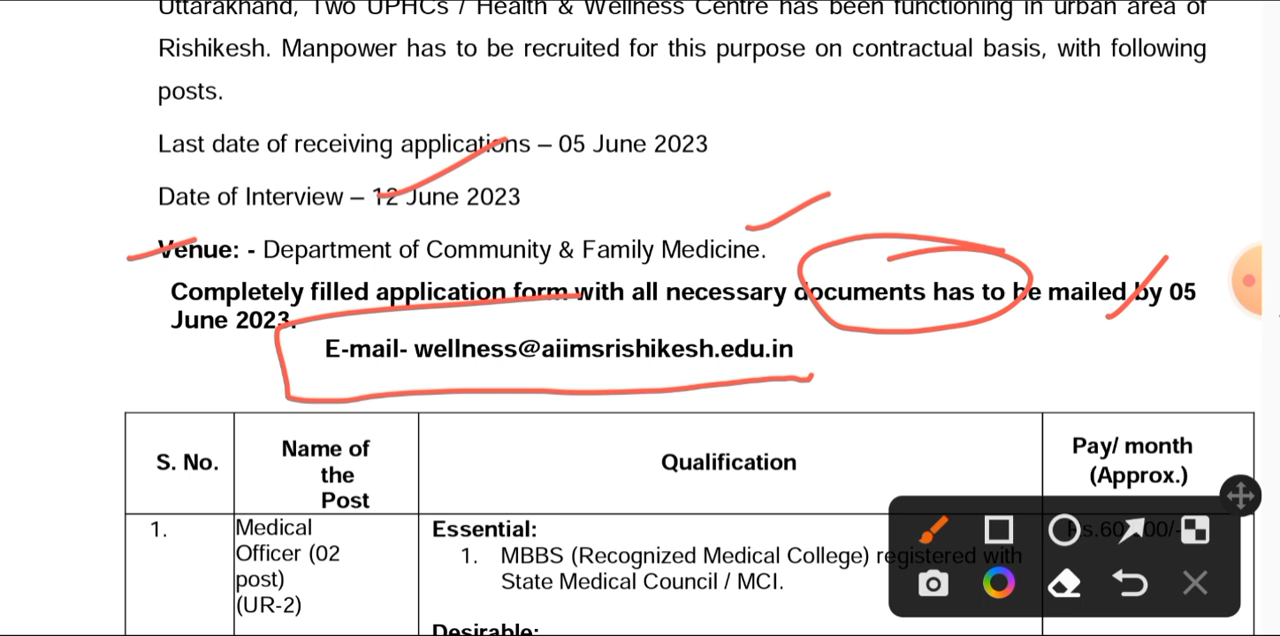 Uttarakhand, Two UPHCs / Health & Wellness Centre has been functioning in urban area of
Rishikesh. Manpower has to be recruited for this purpose on contractual basis, with following
posts.
Last date of receiving applications – 05 June 2023
Date of Interview – 12 June 2023
Venue: - Department of Community & Family Medicine.
Completely filled application form with all necessary documents has to be mailed by 05
June 2023.
E-mail- wellness@aiimsrishikesh.edu.in
S. No.
Name of
the
Post
Qualification
Pay/ month
(Approx.)
1.
Medical
Officer (02
post)
(UR-2)
Essential:
1. MBBS (Recognized Medical College) registered with
State Medical Council / MCI.
Desirable: